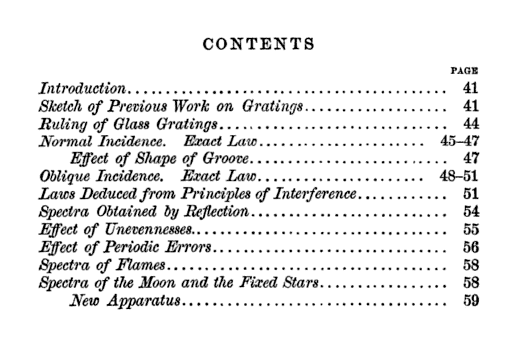 CONTENTS
PAGE
Introduction................................................ 41
Sketch of Previous Work on Gratings...................... 41
Ruling of Glass Gratings................................... 44
Normal Incidence. Exact Law............................ 45–47
Effect of Shape of Groove............................... 47
Oblique Incidence. Exact Law........................... 48–51
Laws Deduced from Principles of Interference............. 51
Spectra Obtained by Reflection............................. 54
Effect of Unevennesses..................................... 55
Effect of Periodic Errors................................... 56
Spectra of Flames.......................................... 58
Spectra of the Moon and the Fixed Stars................... 58
New Apparatus........................................... 59